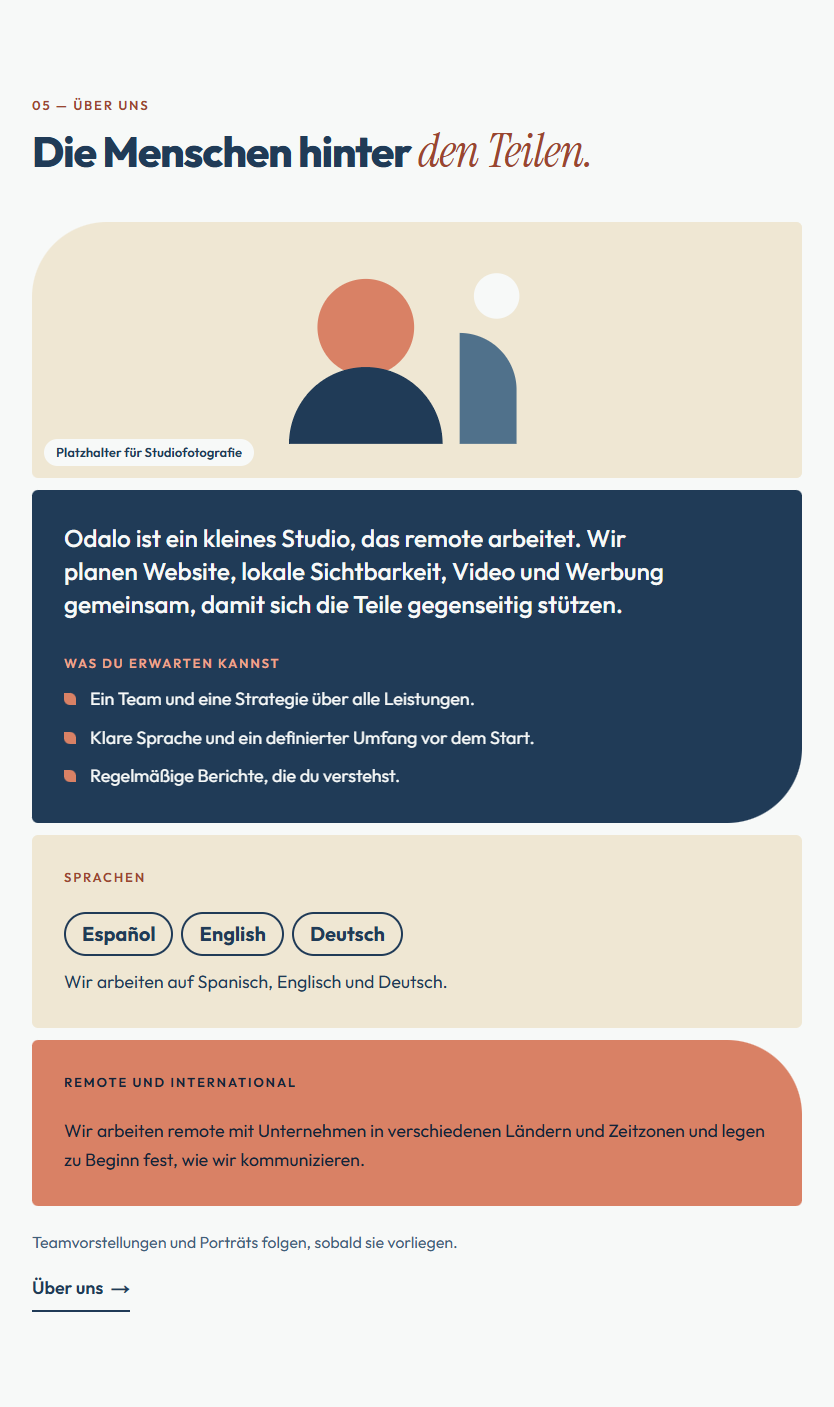 05 — ÜBER UNS
Die Menschen hinter den Teilen.
Platzhalter für Studiofotografie
Odalo ist ein kleines Studio, das remote arbeitet. Wir
planen Website, lokale Sichtbarkeit, Video und Werbung
gemeinsam, damit sich die Teile gegenseitig stützen.
WAS DU ERWARTEN KANNST
Ein Team und eine Strategie über alle Leistungen.
Klare Sprache und ein definierter Umfang vor dem Start.
Regelmäßige Berichte, die du verstehst.
SPRACHEN
Español English Deutsch
Wir arbeiten auf Spanisch, Englisch und Deutsch.
REMOTE UND INTERNATIONAL
Wir arbeiten remote mit Unternehmen in verschiedenen Ländern und Zeitzonen und legen
zu Beginn fest, wie wir kommunizieren.
Teamvorstellungen und Porträts folgen, sobald sie vorliegen.
Über uns →